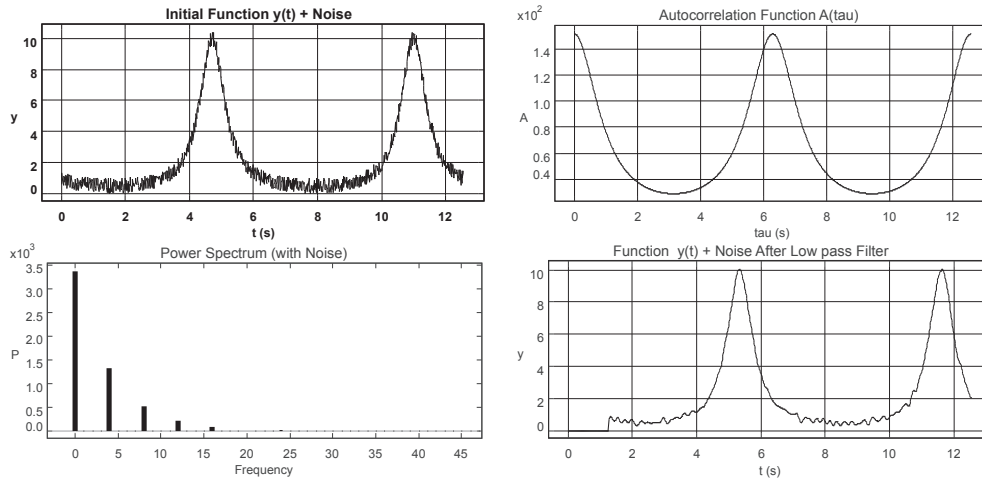 Initial Function y(t) + Noise
10
8
6
4
2
0
y
0 2 4 6 8 10 12
t (s)
x10²
Autocorrelation Function A(tau)
1.4
1.2
1.0
0.8
0.6
0.4
A
0 2 4 6 8 10 12
tau (s)
x10³
Power Spectrum (with Noise)
3.5
3.0
2.5
2.0
P
1.5
1.0
0.5
0.0
0 5 10 15 20 25 30 35 40 45
Frequency
Function y(t) + Noise After Low pass Filter
10
8
6
y
4
2
0
0 2 4 6 8 10 12
t (s)